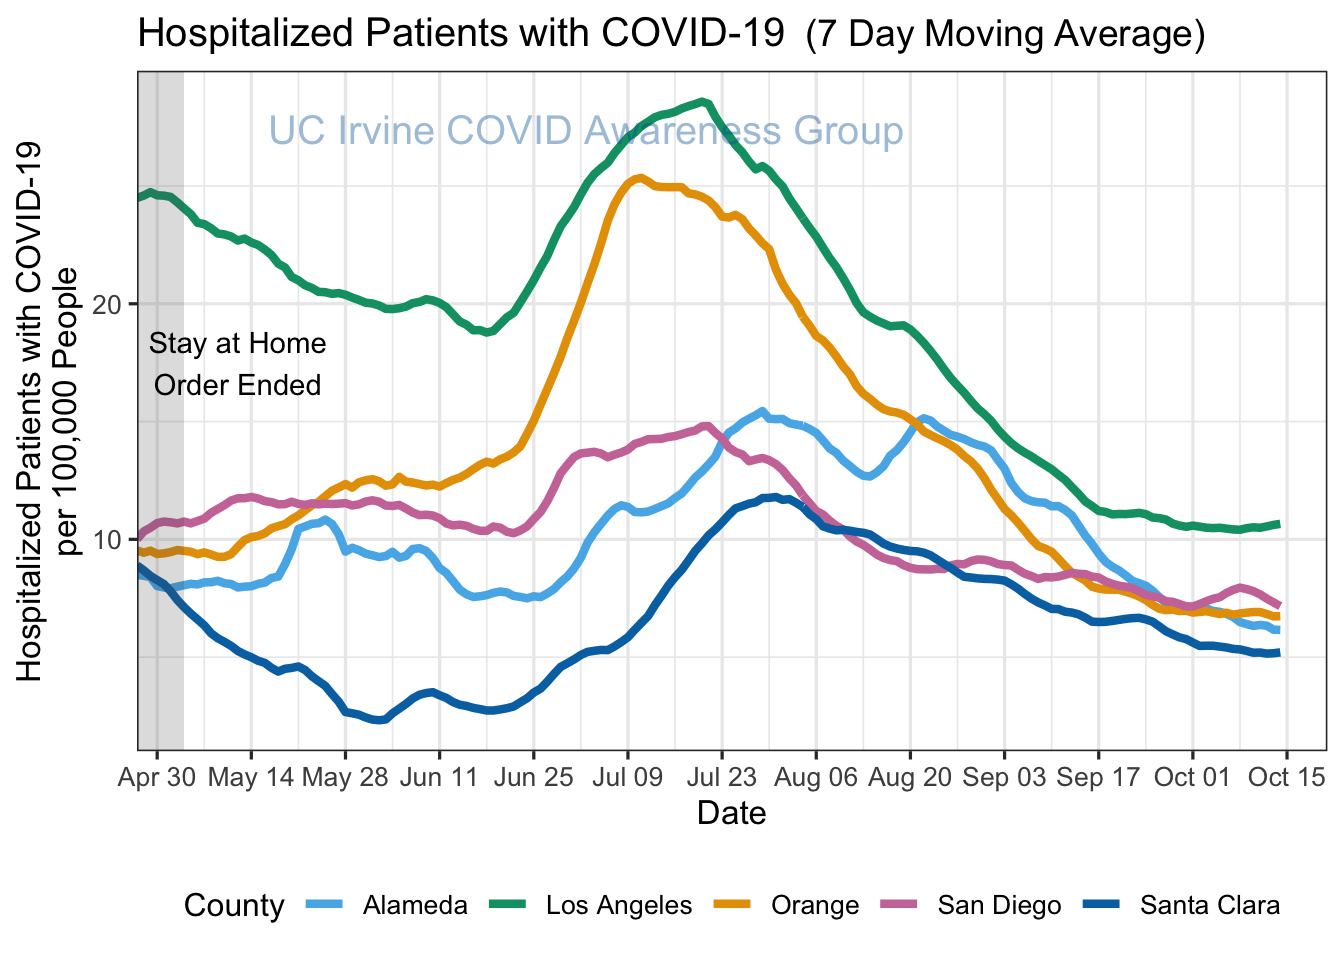 Hospitalized Patients with COVID-19  (7 Day Moving Average)
UC Irvine COVID Awareness Group
Hospitalized Patients with COVID-19
per 100,000 People
20
10
Stay at Home
Order Ended
Apr 30 May 14 May 28 Jun 11 Jun 25 Jul 09 Jul 23 Aug 06 Aug 20 Sep 03 Sep 17 Oct 01 Oct 15
Date
County Alameda Los Angeles Orange San Diego Santa Clara